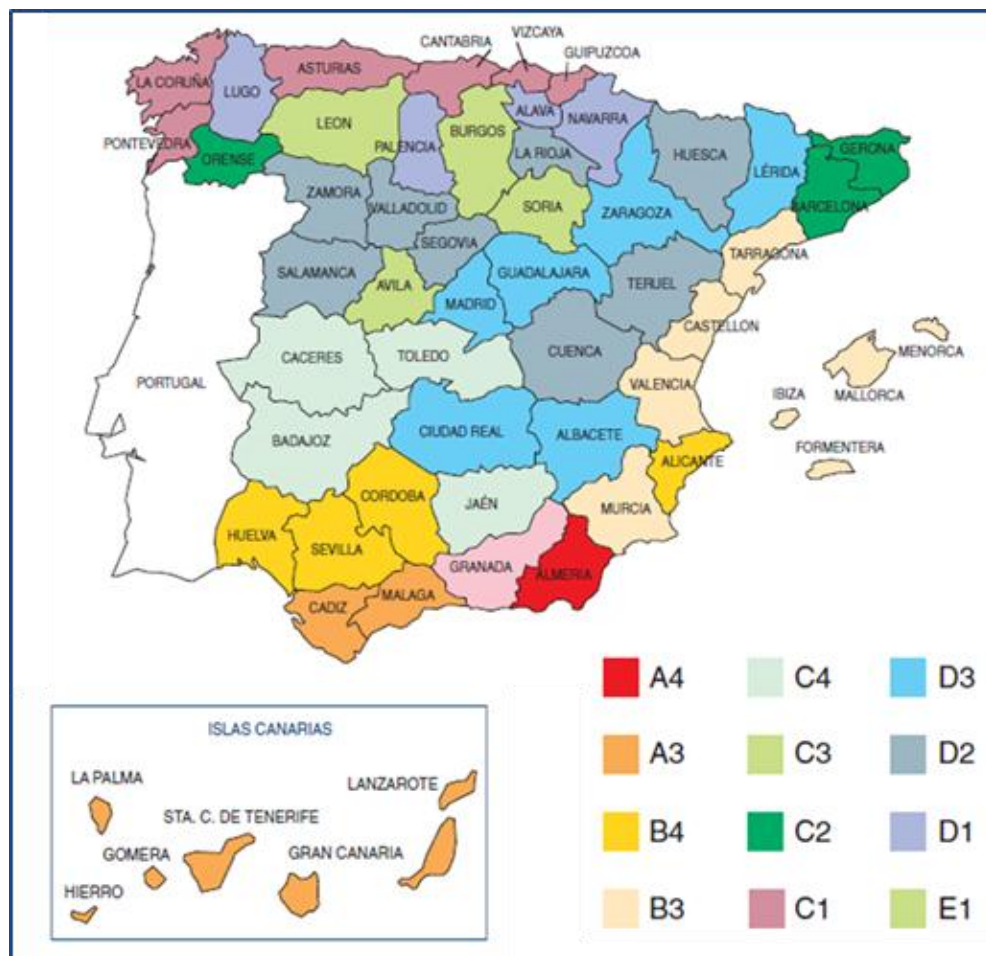 VIZCAYA
CANTABRIA
GUIPUZCOA
ASTURIAS
LA CORUÑA
LUGO
ALAVA
NAVARRA
LEON
BURGOS
PONTEVEDRA
PALENCIA
LA RIOJA
HUESCA
GERONA
ORENSE
LÉRIDA
ZAMORA
VALLADOLID
SORIA
ZARAGOZA
BARCELONA
SEGOVIA
TARRAGONA
SALAMANCA
AVILA
GUADALAJARA
TERUEL
MADRID
CASTELLON
CACERES
TOLEDO
CUENCA
MENORCA
PORTUGAL
VALENCIA
MALLORCA
IBIZA
BADAJOZ
CIUDAD REAL
ALBACETE
FORMENTERA
ALICANTE
CORDOBA
JAÉN
MURCIA
HUELVA
SEVILLA
GRANADA
ALMERIA
MALAGA
CADIZ
A4
C4
D3
A3
C3
D2
B4
C2
D1
B3
C1
E1
ISLAS CANARIAS
LA PALMA
LANZAROTE
STA. C. DE TENERIFE
GOMERA
GRAN CANARIA
HIERRO